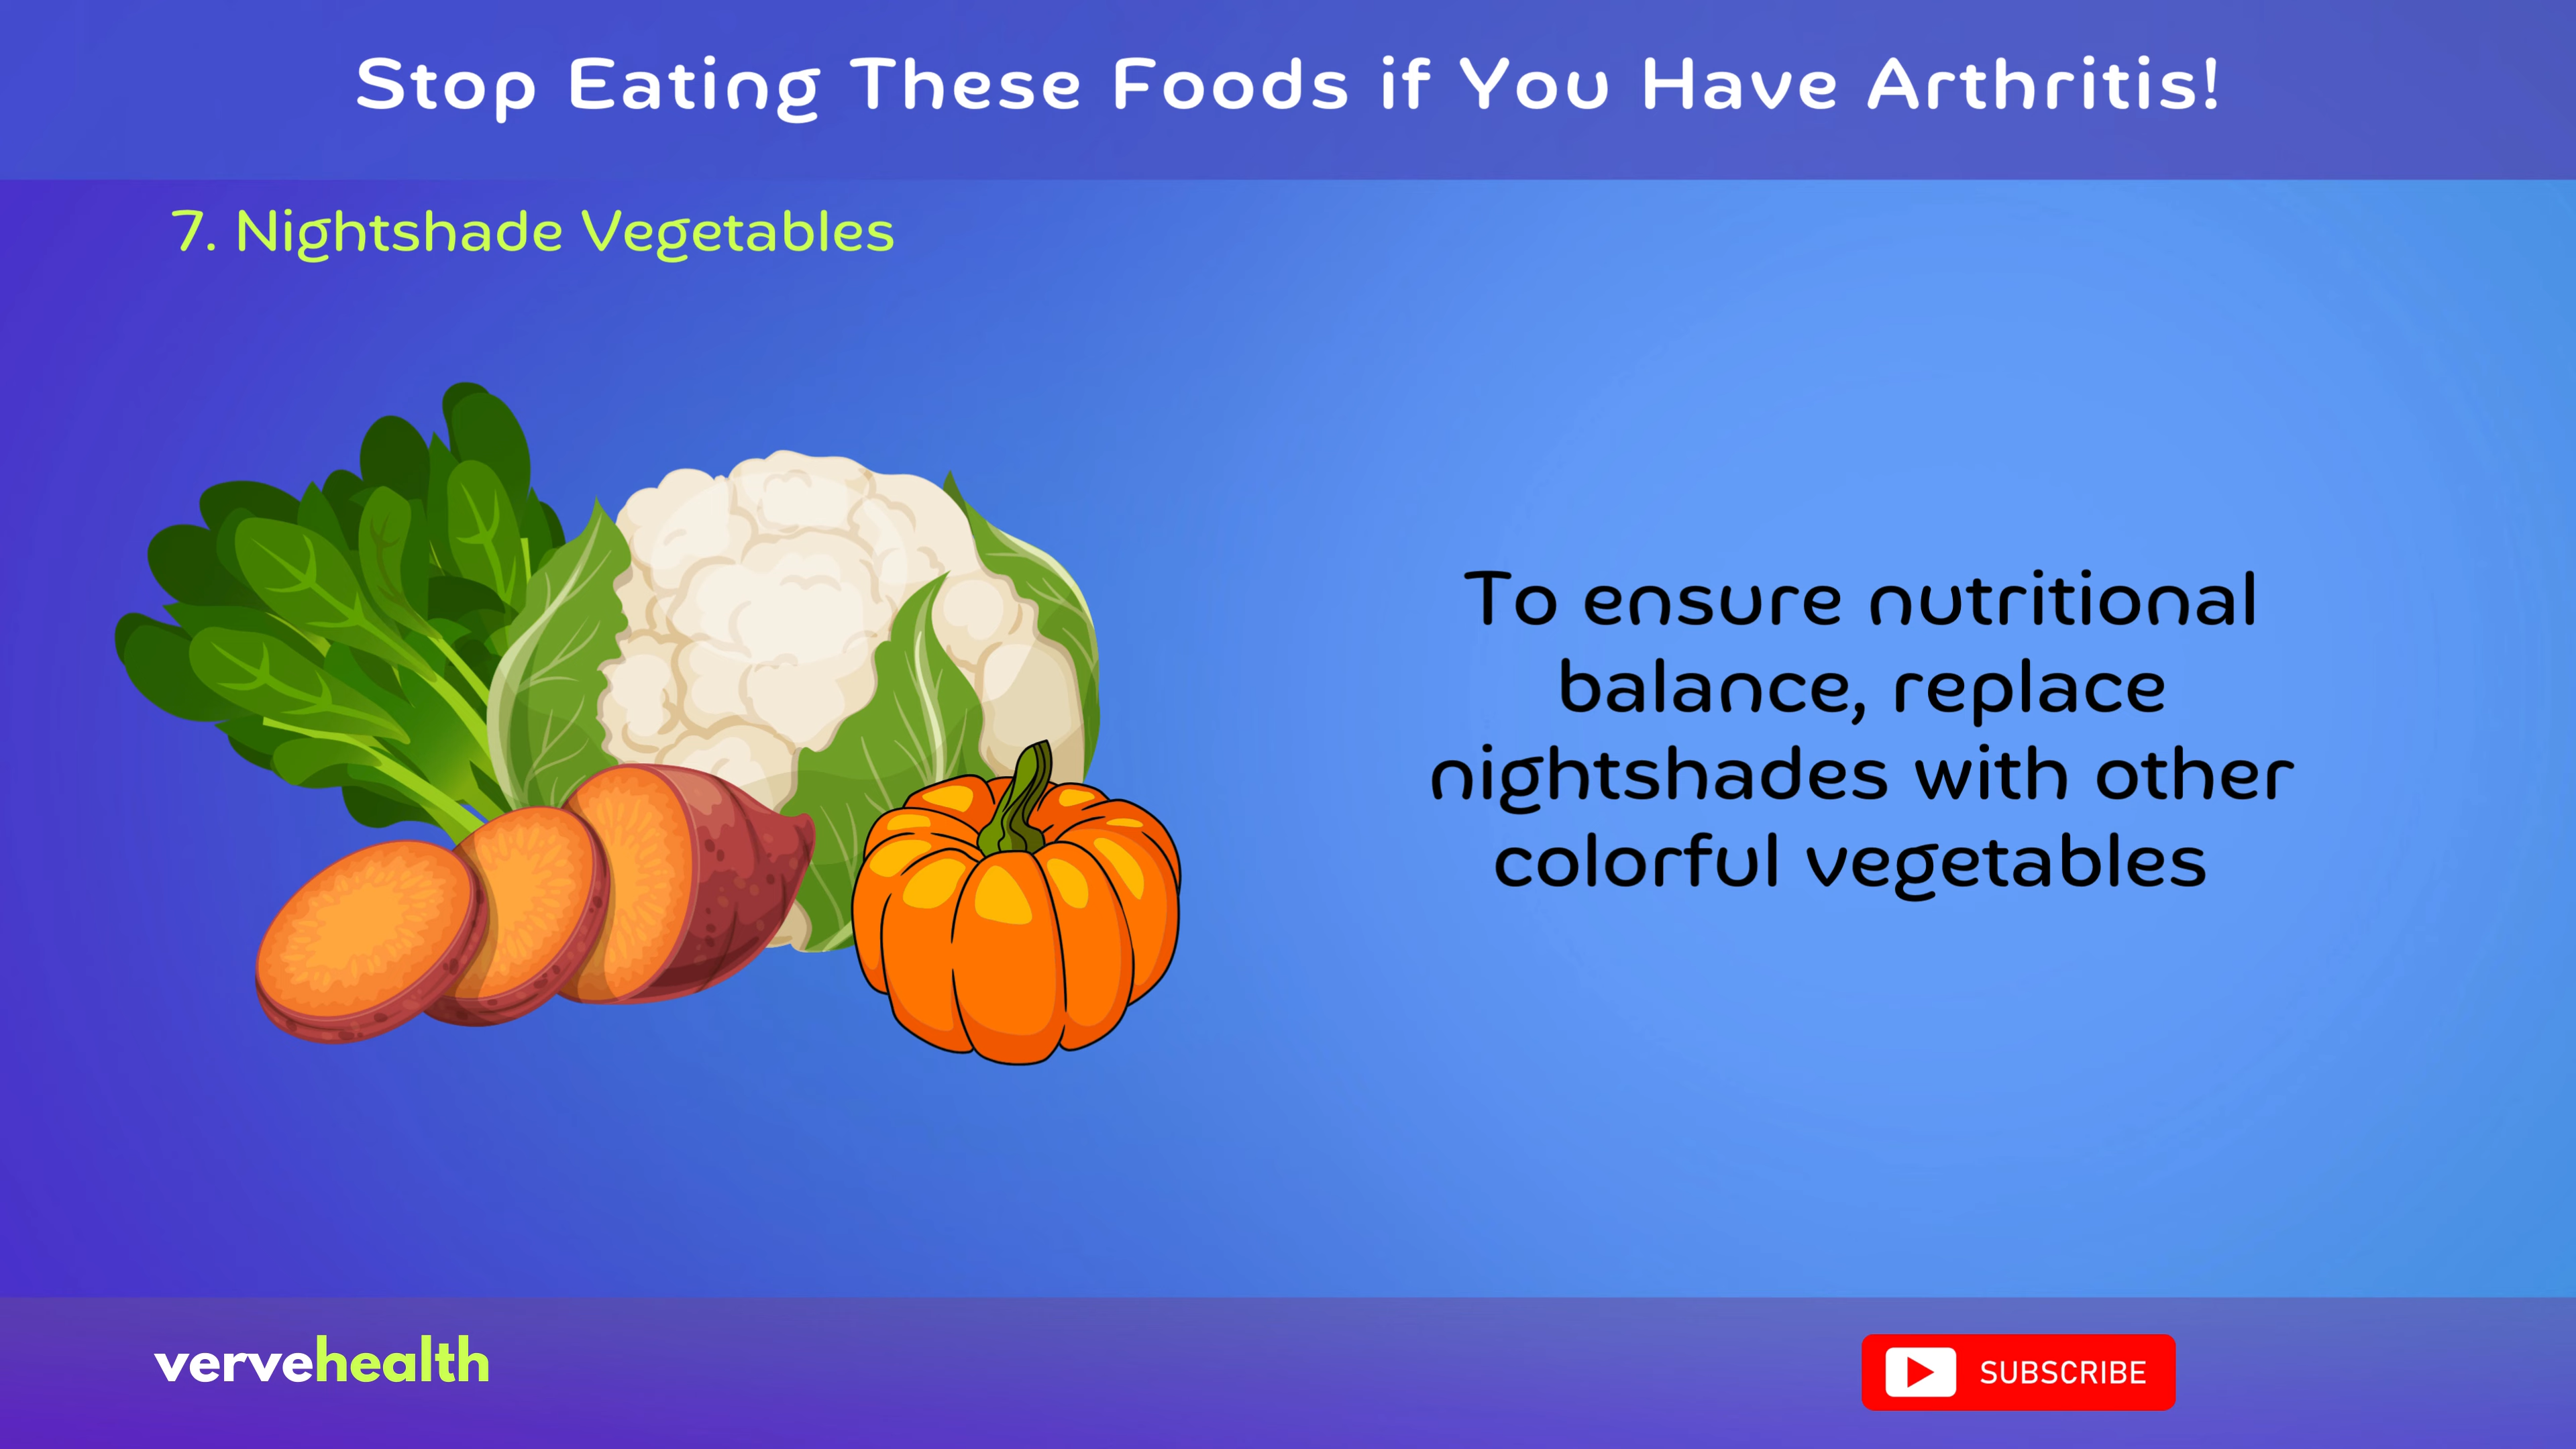 Stop Eating These Foods if You Have Arthritis!
7. Nightshade Vegetables
To ensure nutritional
balance, replace
nightshades with other
colorful vegetables
vervehealth
SUBSCRIBE